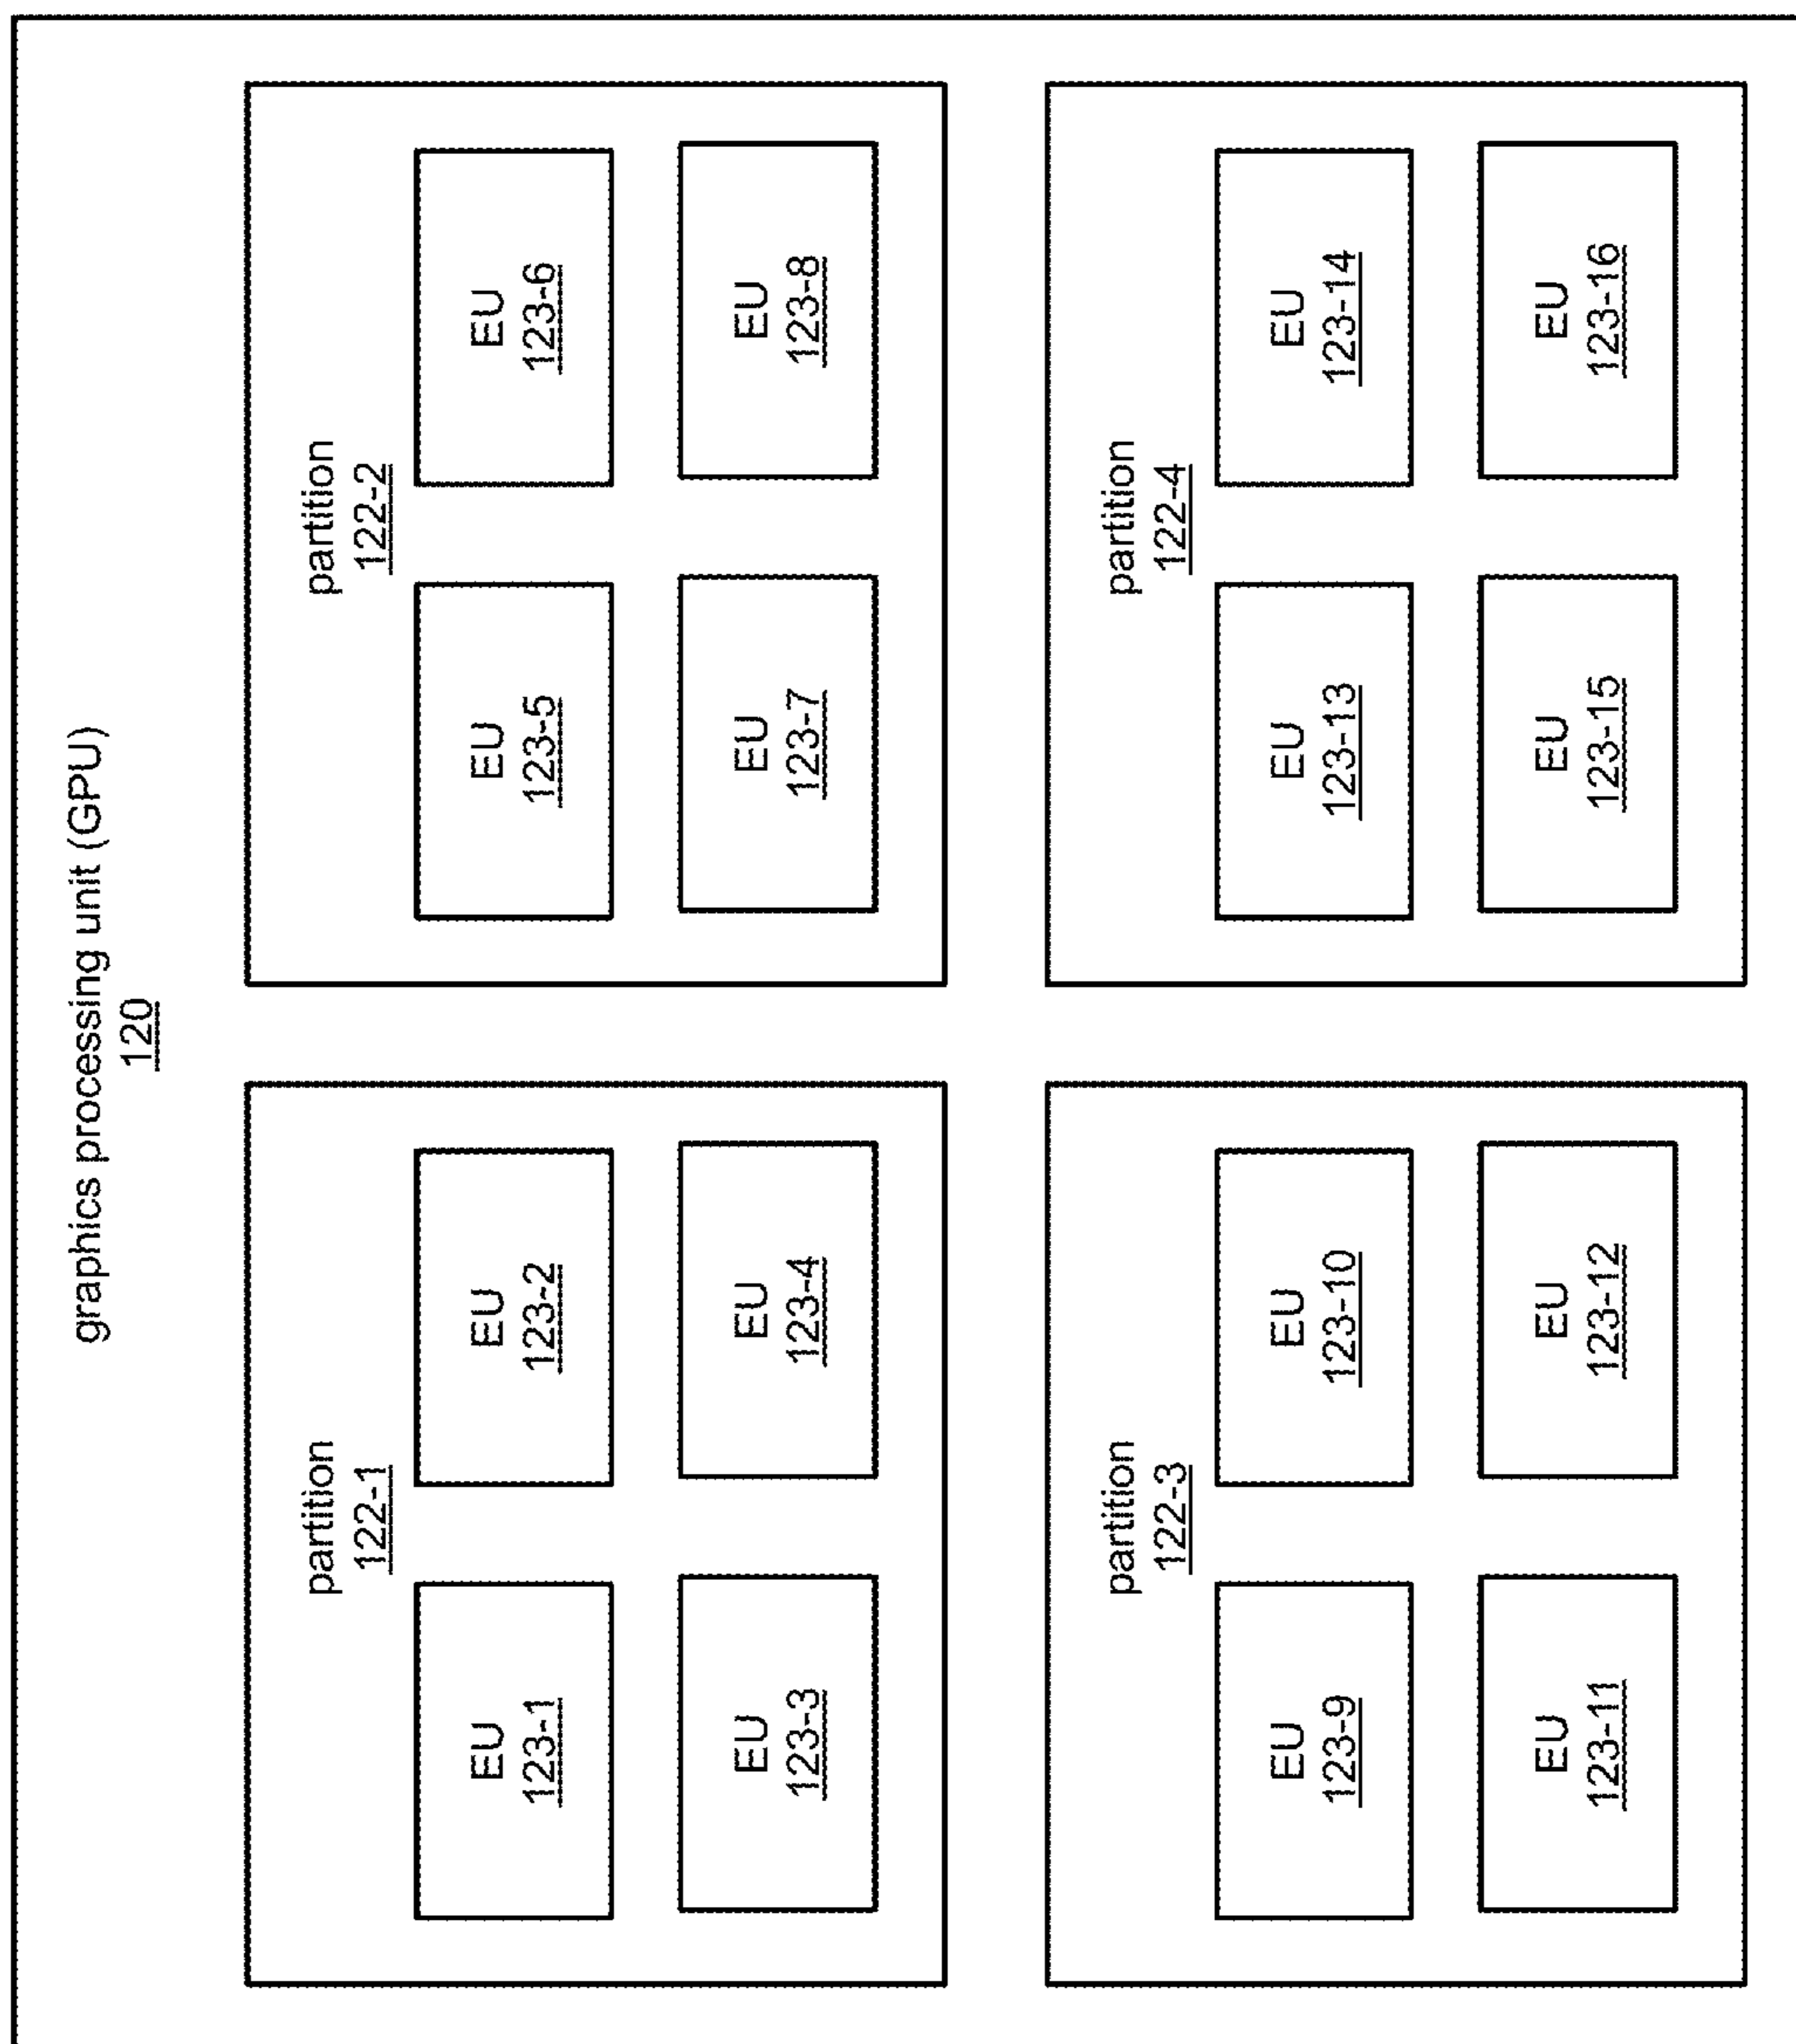 graphics processing unit (GPU)
120
partition
122-1
EU
123-1
EU
123-2
EU
123-3
EU
123-4
partition
122-2
EU
123-5
EU
123-6
EU
123-7
EU
123-8
partition
122-3
EU
123-9
EU
123-10
EU
123-11
EU
123-12
partition
122-4
EU
123-13
EU
123-14
EU
123-15
EU
123-16